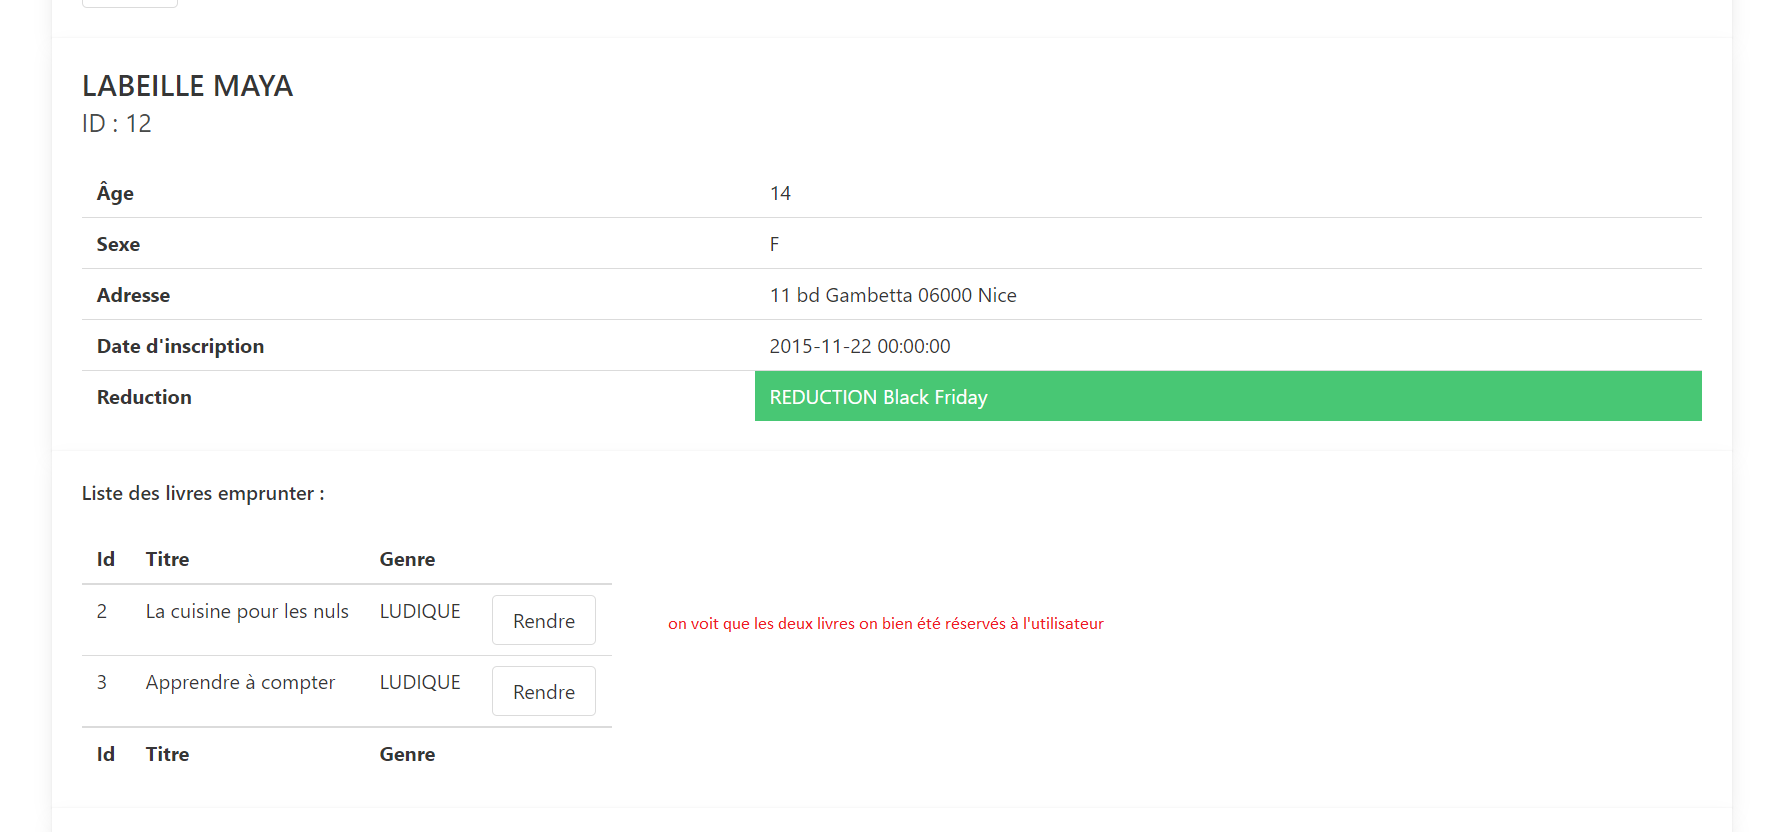 LABEILLE MAYA
ID : 12
Âge 14
Sexe F
Adresse 11 bd Gambetta 06000 Nice
Date d'inscription 2015-11-22 00:00:00
Reduction REDUCTION Black Friday
Liste des livres emprunter :
Id Titre Genre
2 La cuisine pour les nuls LUDIQUE Rendre
on voit que les deux livres on bien été réservés à l'utilisateur
3 Apprendre à compter LUDIQUE Rendre
Id Titre Genre